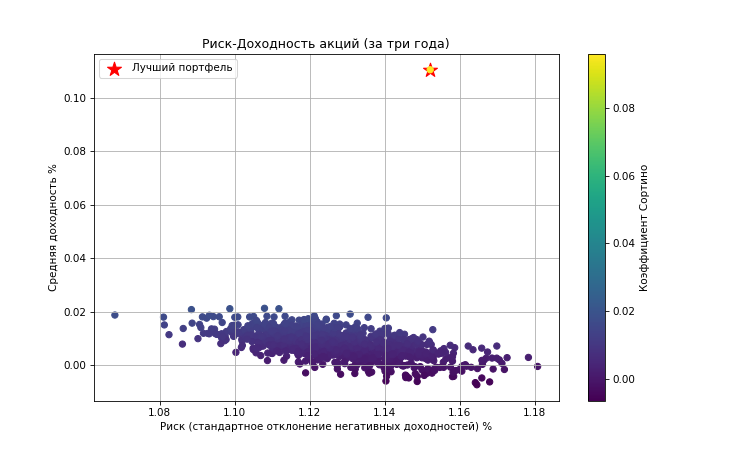 Риск-Доходность акций (за три года)
Лучший портфель
Средняя доходность %
0.10
0.08
0.06
0.04
0.02
0.00
1.08 1.10 1.12 1.14 1.16 1.18
Риск (стандартное отклонение негативных доходностей) %
0.08
0.06
0.04
0.02
0.00
Коэффициент Сортино